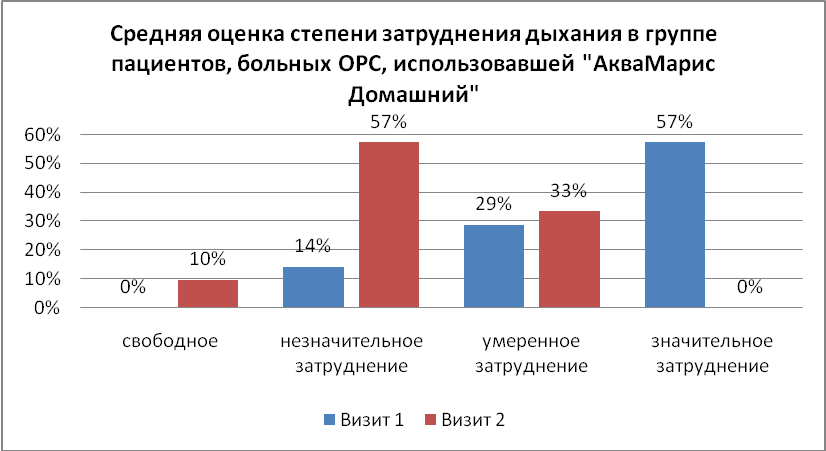 Средняя оценка степени затруднения дыхания в группе
пациентов, больных ОРС, использовавшей "АкваМарис
Домашний"
60%
50%
40%
30%
20%
10%
0%
0%
10%
14%
57%
29%
33%
57%
0%
свободное
незначительное
затруднение
умеренное
затруднение
значительное
затруднение
Визит 1
Визит 2